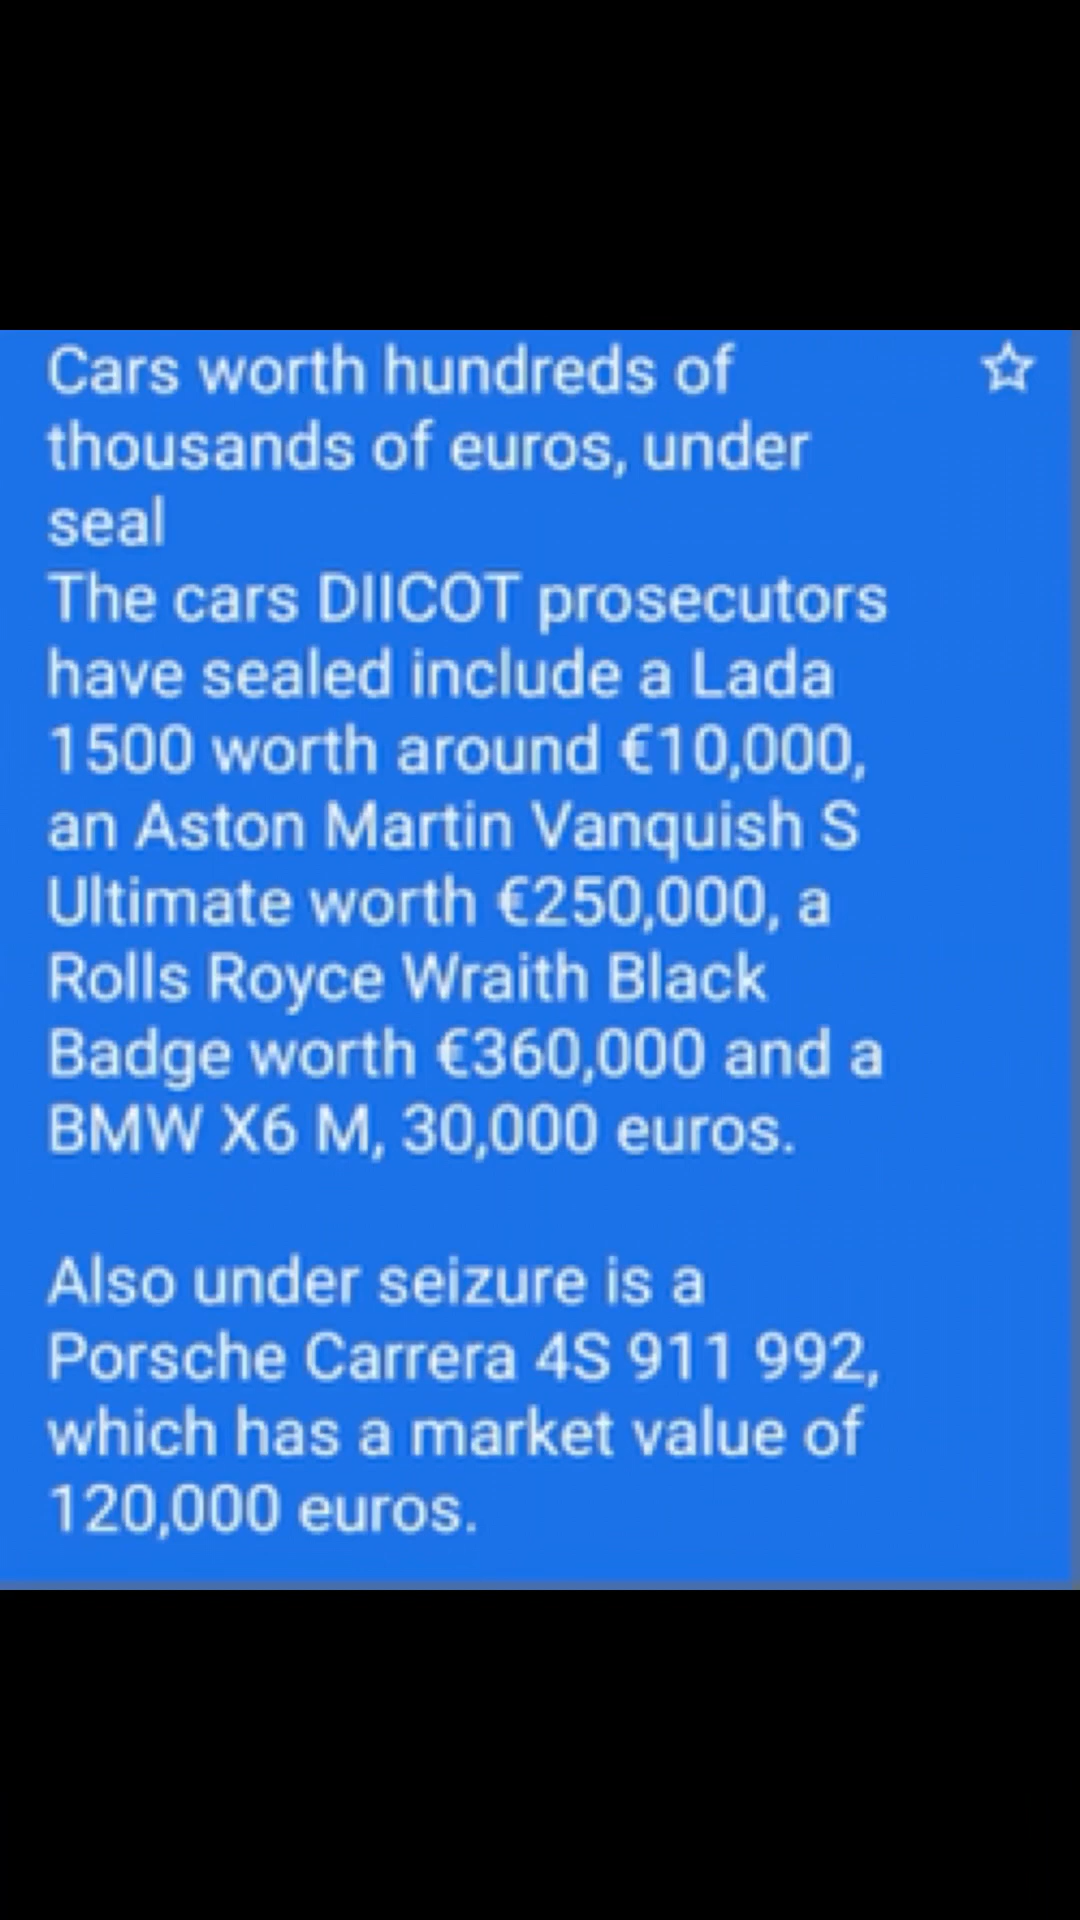 Cars worth hundreds of
thousands of euros, under
seal
The cars DIICOT prosecutors
have sealed include a Lada
1500 worth around €10,000,
an Aston Martin Vanquish S
Ultimate worth €250,000, a
Rolls Royce Wraith Black
Badge worth €360,000 and a
BMW X6 M, 30,000 euros.
Also under seizure is a
Porsche Carrera 4S 911 992,
which has a market value of
120,000 euros.